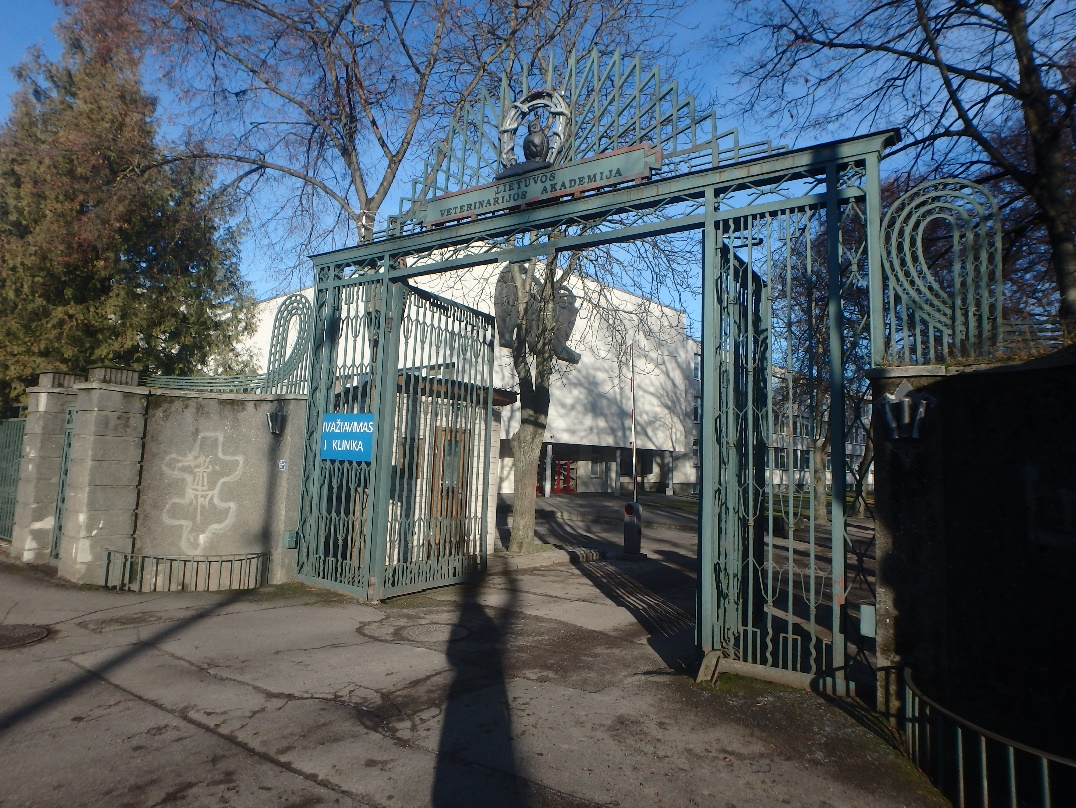 LIETUVOS
VETERINARIJOS AKADEMIJA
ĮVAŽIAVIMAS
Į KLINIKĄ